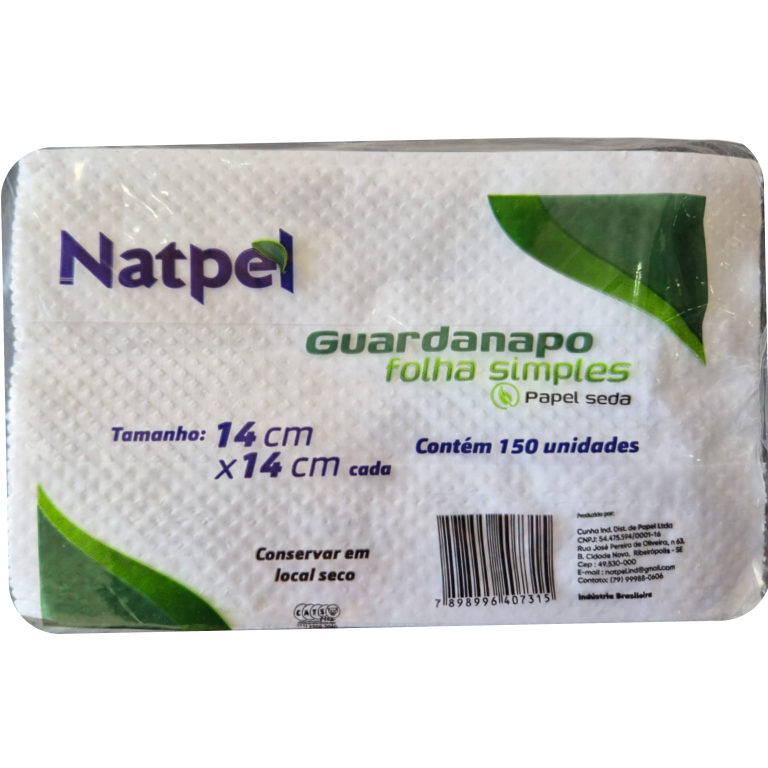 Natpel
Guardanapo
folha simples
Papel seda
Tamanho: 14 cm
x 14 cm cada
Contém 150 unidades
Conservar em
local seco
CATS
7 898996 407315
Produzido por:
Cunha Ind. Dist. de Papel Ltda
CNPJ: 54.475.594/0001-16
Rua José Pereira de Oliveira, n 63,
B. Cidade Nova, Ribeirópolis - SE
Cep : 49.530-000
E-mail : natpel.ind@gmail.com
Contato: (79) 99988-0606
Indústria Brasileira